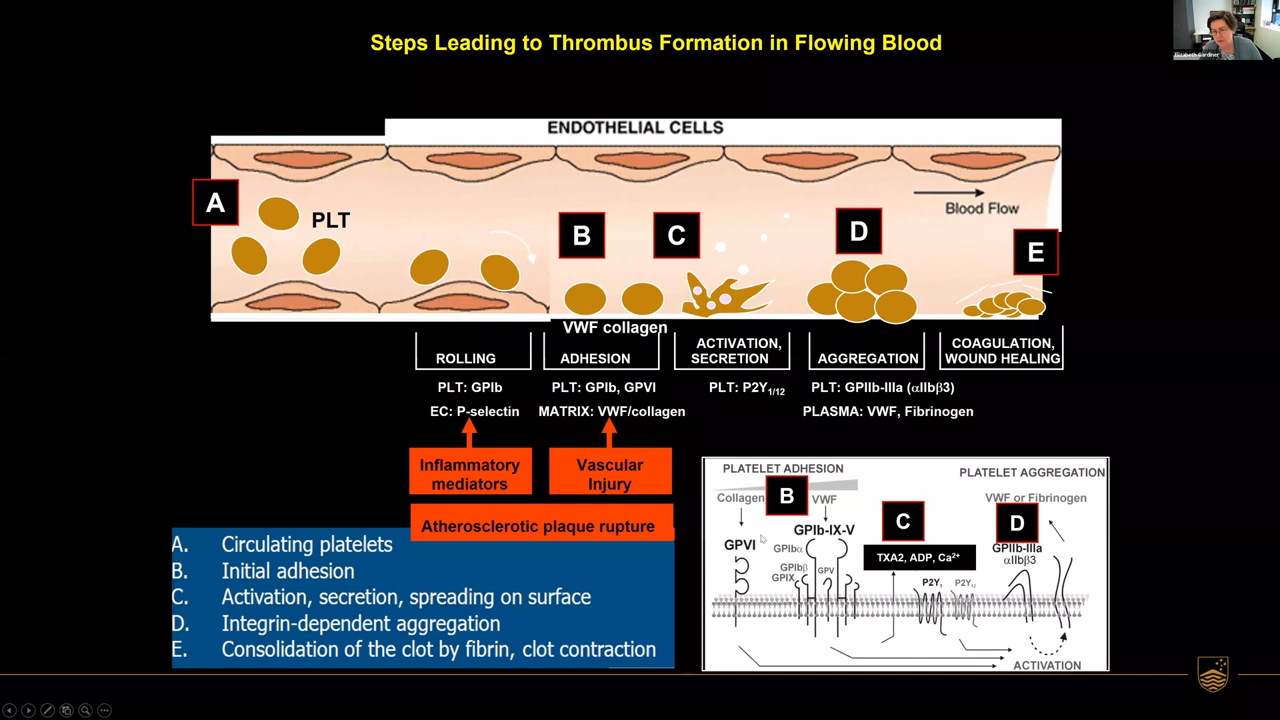 Steps Leading to Thrombus Formation in Flowing Blood
Elizabeth Gardiner
ENDOTHELIAL CELLS
A
PLT
B
C
D
Blood Flow
E
VWF collagen
ROLLING
ADHESION
ACTIVATION,
SECRETION
AGGREGATION
COAGULATION,
WOUND HEALING
PLT: GPIb
PLT: GPIb, GPVI
PLT: P2Y1/12
PLT: GPIIb-IIIa (αIIbβ3)
EC: P-selectin
MATRIX: VWF/collagen
PLASMA: VWF, Fibrinogen
Inflammatory
mediators
Vascular
Injury
Atherosclerotic plaque rupture
A. Circulating platelets
B. Initial adhesion
C. Activation, secretion, spreading on surface
D. Integrin-dependent aggregation
E. Consolidation of the clot by fibrin, clot contraction
PLATELET ADHESION
PLATELET AGGREGATION
Collagen
B
VWF
VWF or Fibrinogen
C
D
GPVI
GPIb-IX-V
GPIbα
GPIbβ
GPIX
GPV
TXA2, ADP, Ca2+
P2Y1
P2Y12
GPIIb-IIIa
αIIbβ3
ACTIVATION